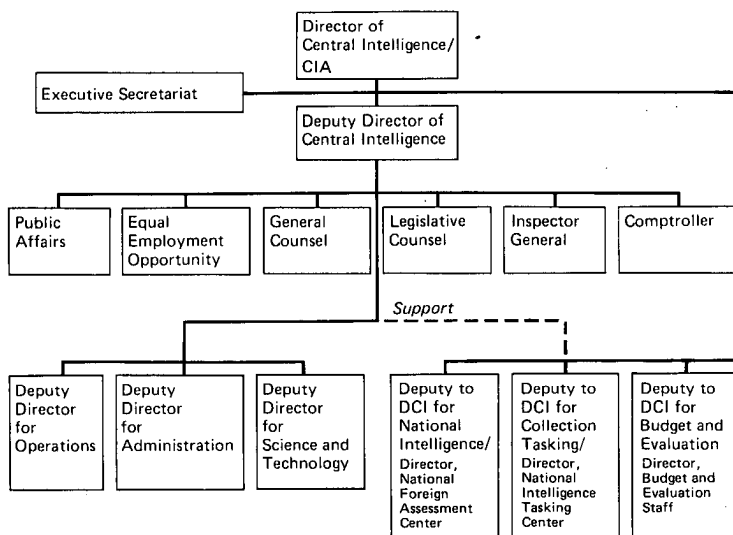 Director of
Central Intelligence/
CIA
Executive Secretariat
Deputy Director of
Central Intelligence
Public
Affairs
Equal
Employment
Opportunity
General
Counsel
Legislative
Counsel
Inspector
General
Comptroller
Support
Deputy
Director
for
Operations
Deputy
Director
for
Administration
Deputy
Director
for
Science and
Technology
Deputy to
DCI for
National
Intelligence/
Director,
National
Foreign
Assessment
Center
Deputy to
DCI for
Collection
Tasking/
Director,
National
Intelligence
Tasking
Center
Deputy to
DCI for
Budget and
Evaluation
Director,
Budget and
Evaluation
Staff